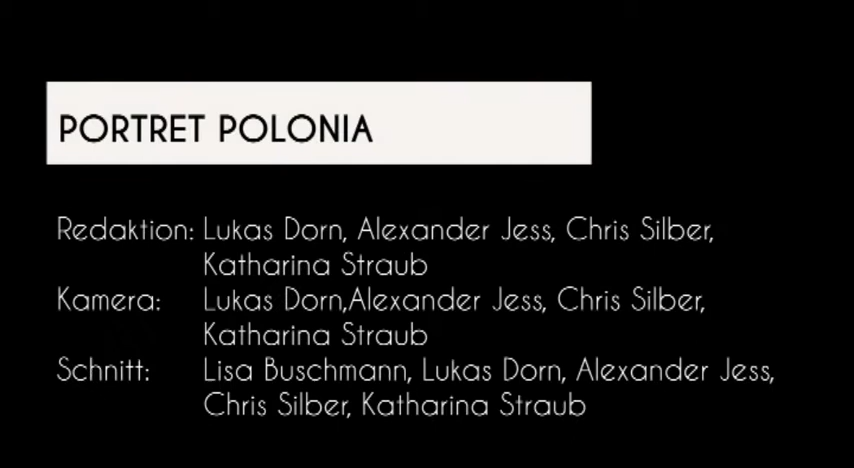 PORTRET POLONIA
Redaktion: Lukas Dorn, Alexander Jess, Chris Silber,
Katharina Straub
Kamera: Lukas Dorn,Alexander Jess, Chris Silber,
Katharina Straub
Schnitt: Lisa Buschmann, Lukas Dorn, Alexander Jess,
Chris Silber, Katharina Straub